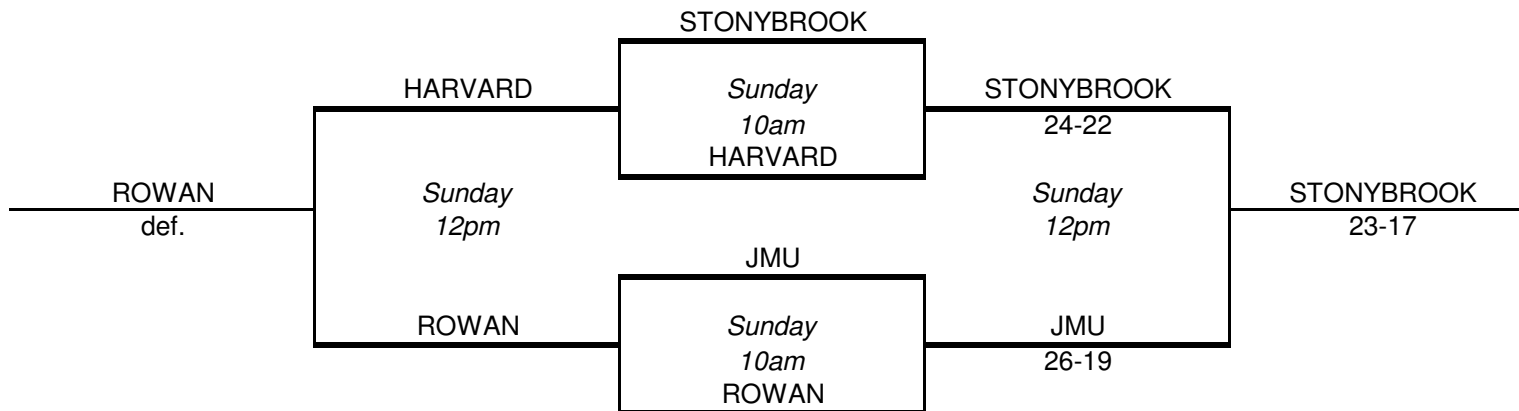 STONYBROOK
HARVARD Sunday STONYBROOK
10am 24-22
HARVARD
ROWAN Sunday Sunday STONYBROOK
def. 12pm 12pm 23-17
JMU
ROWAN Sunday JMU
10am 26-19
ROWAN